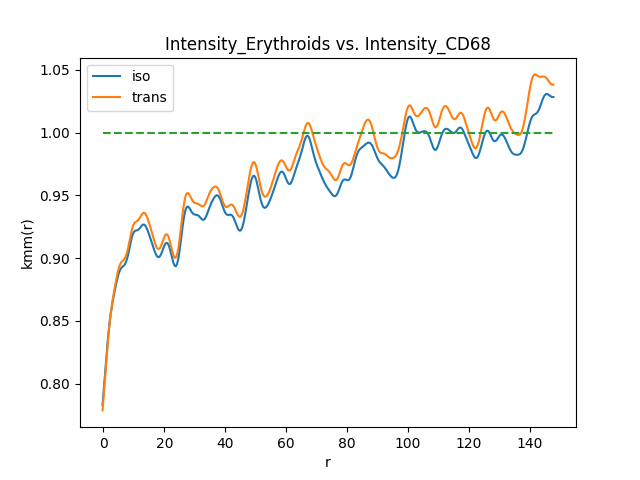 Intensity_Erythroids vs. Intensity_CD68
iso
trans
1.05
1.00
0.95
0.90
0.85
0.80
kmm(r)
0 20 40 60 80 100 120 140
r